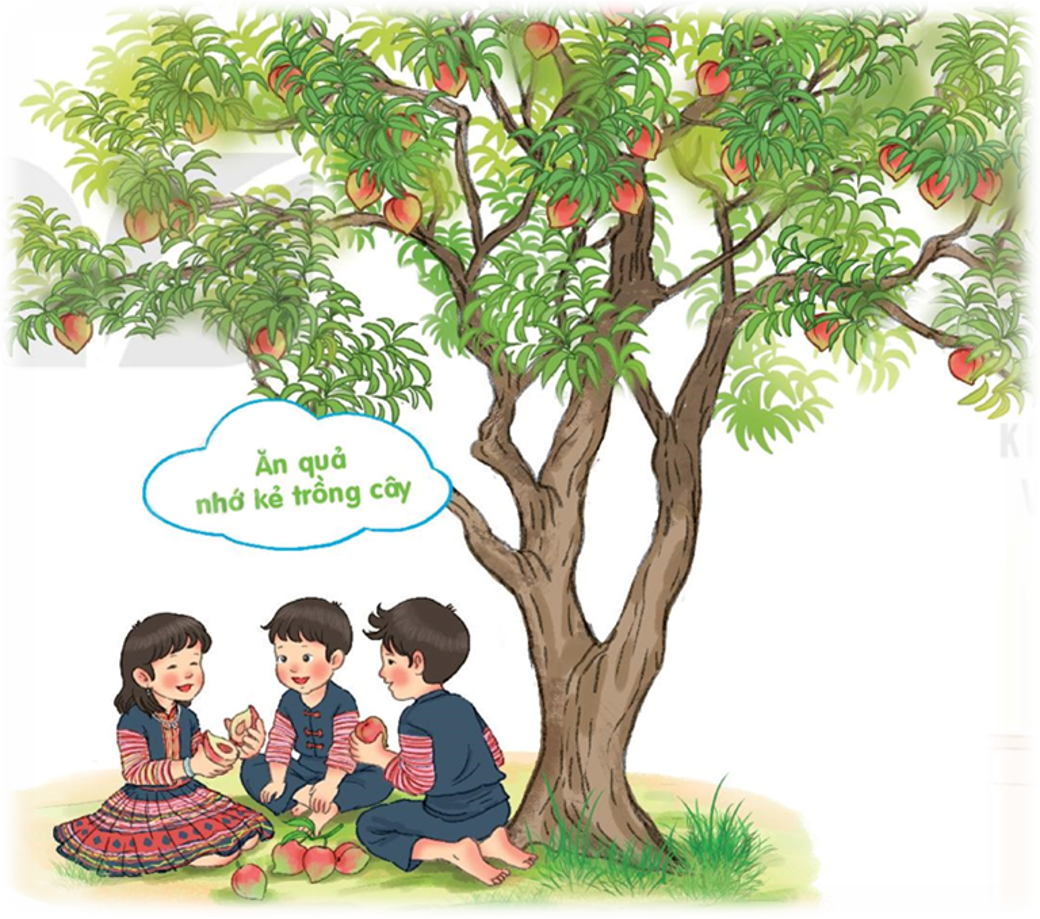 Ăn quả
nhớ kẻ trồng cây